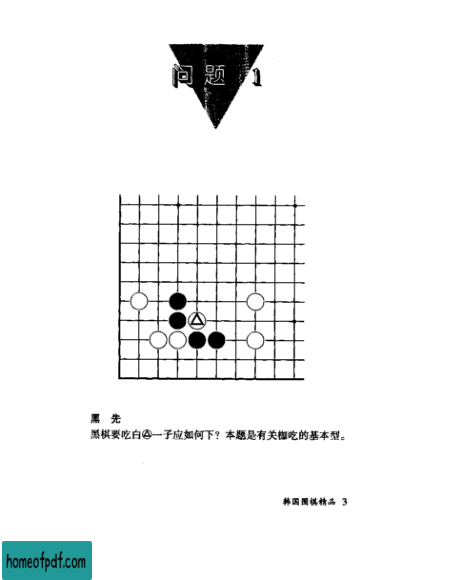 问题 1
黑 先
黑棋要吃白△一子应如何下？本题是有关枷吃的基本型。
韩国围棋精品 3
homeofpdf.com